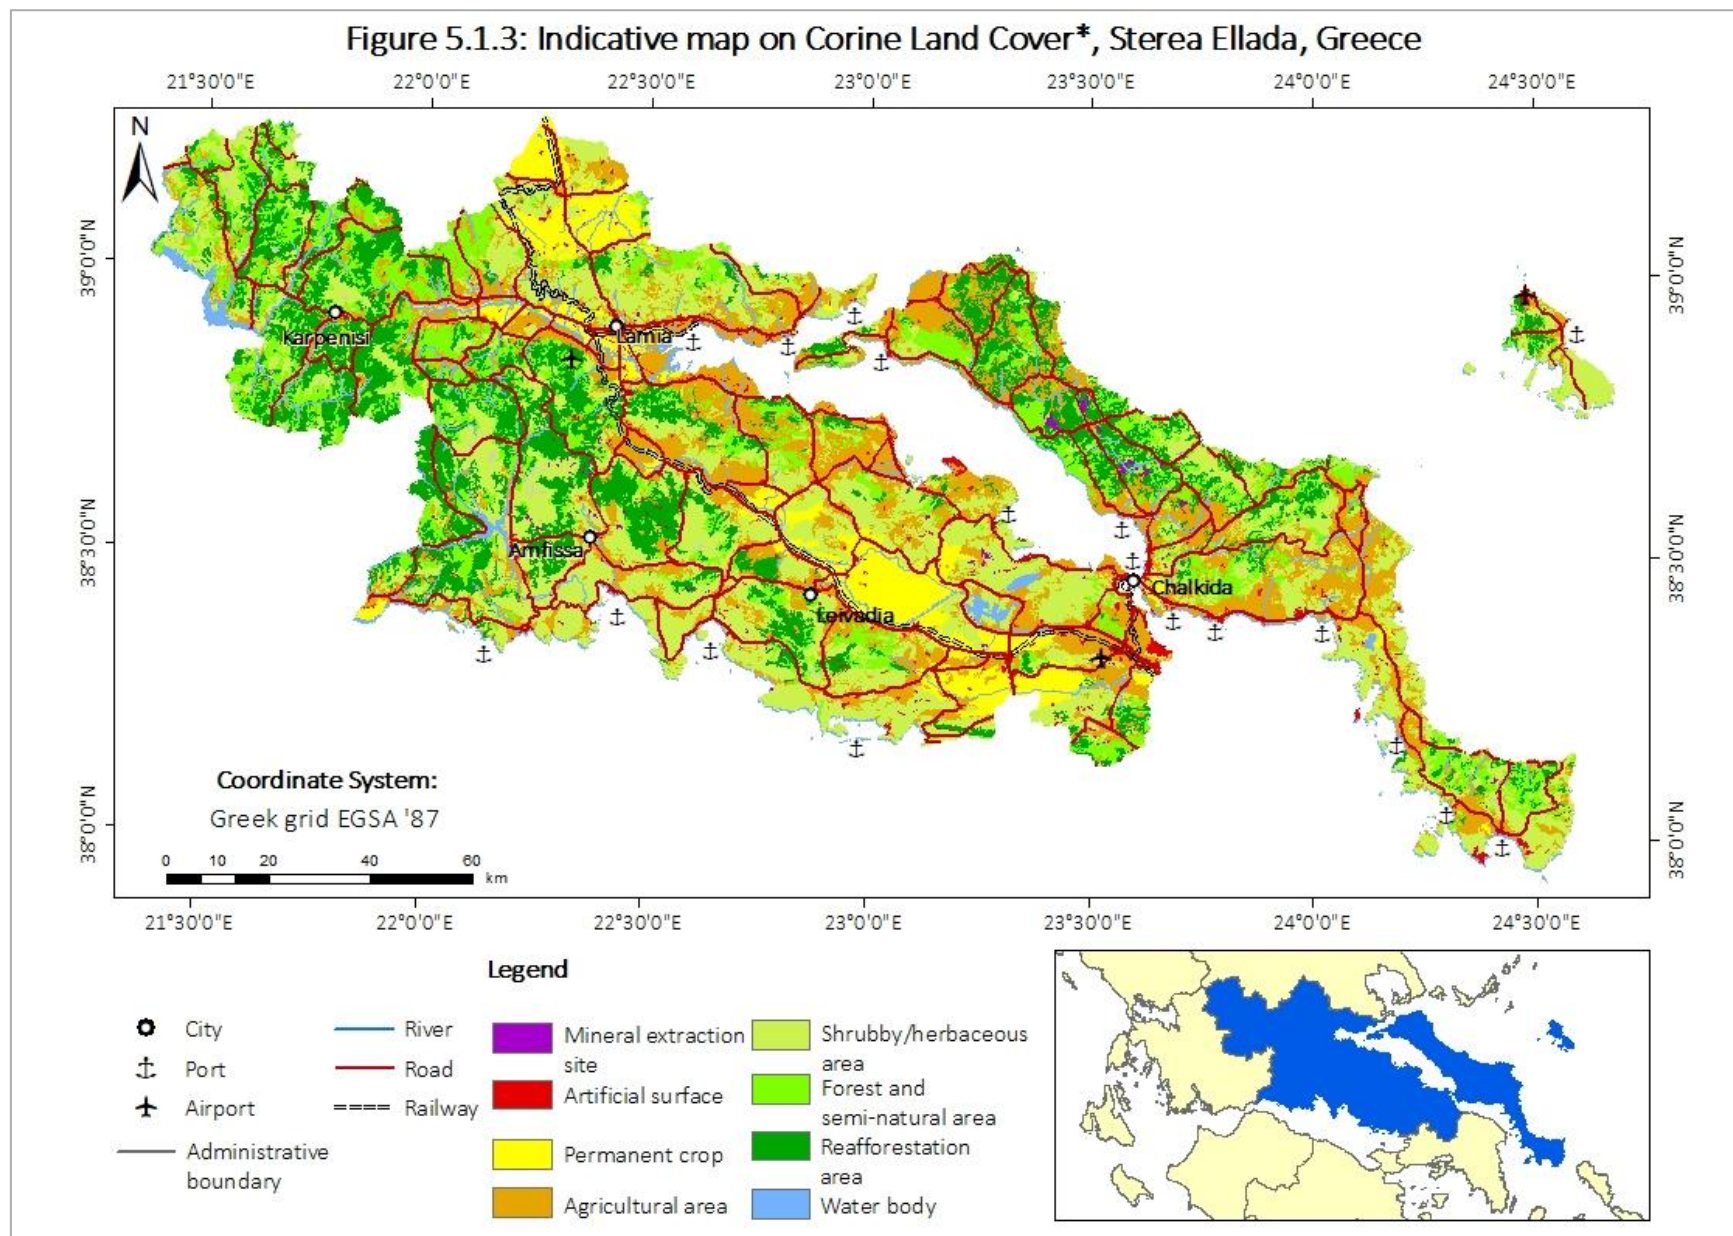 Figure 5.1.3: Indicative map on Corine Land Cover*, Sterea Ellada, Greece
21°30'0"E 22°0'0"E 22°30'0"E 23°0'0"E 23°30'0"E 24°0'0"E 24°30'0"E
N
39°0'0"N
39°0'0"N
Karpenisi
Lamia
38°30'0"N
38°30'0"N
Amfissa
Chalkida
Leivadia
38°0'0"N
38°0'0"N
Coordinate System:
Greek grid EGSA '87
0 10 20 40 60
km
21°30'0"E 22°0'0"E 22°30'0"E 23°0'0"E 23°30'0"E 24°0'0"E 24°30'0"E
Legend
City
Port
Airport
Administrative
boundary
River
Road
Railway
Mineral extraction
site
Artificial surface
Permanent crop
Agricultural area
Shrubby/herbaceous
area
Forest and
semi-natural area
Reafforestation
area
Water body